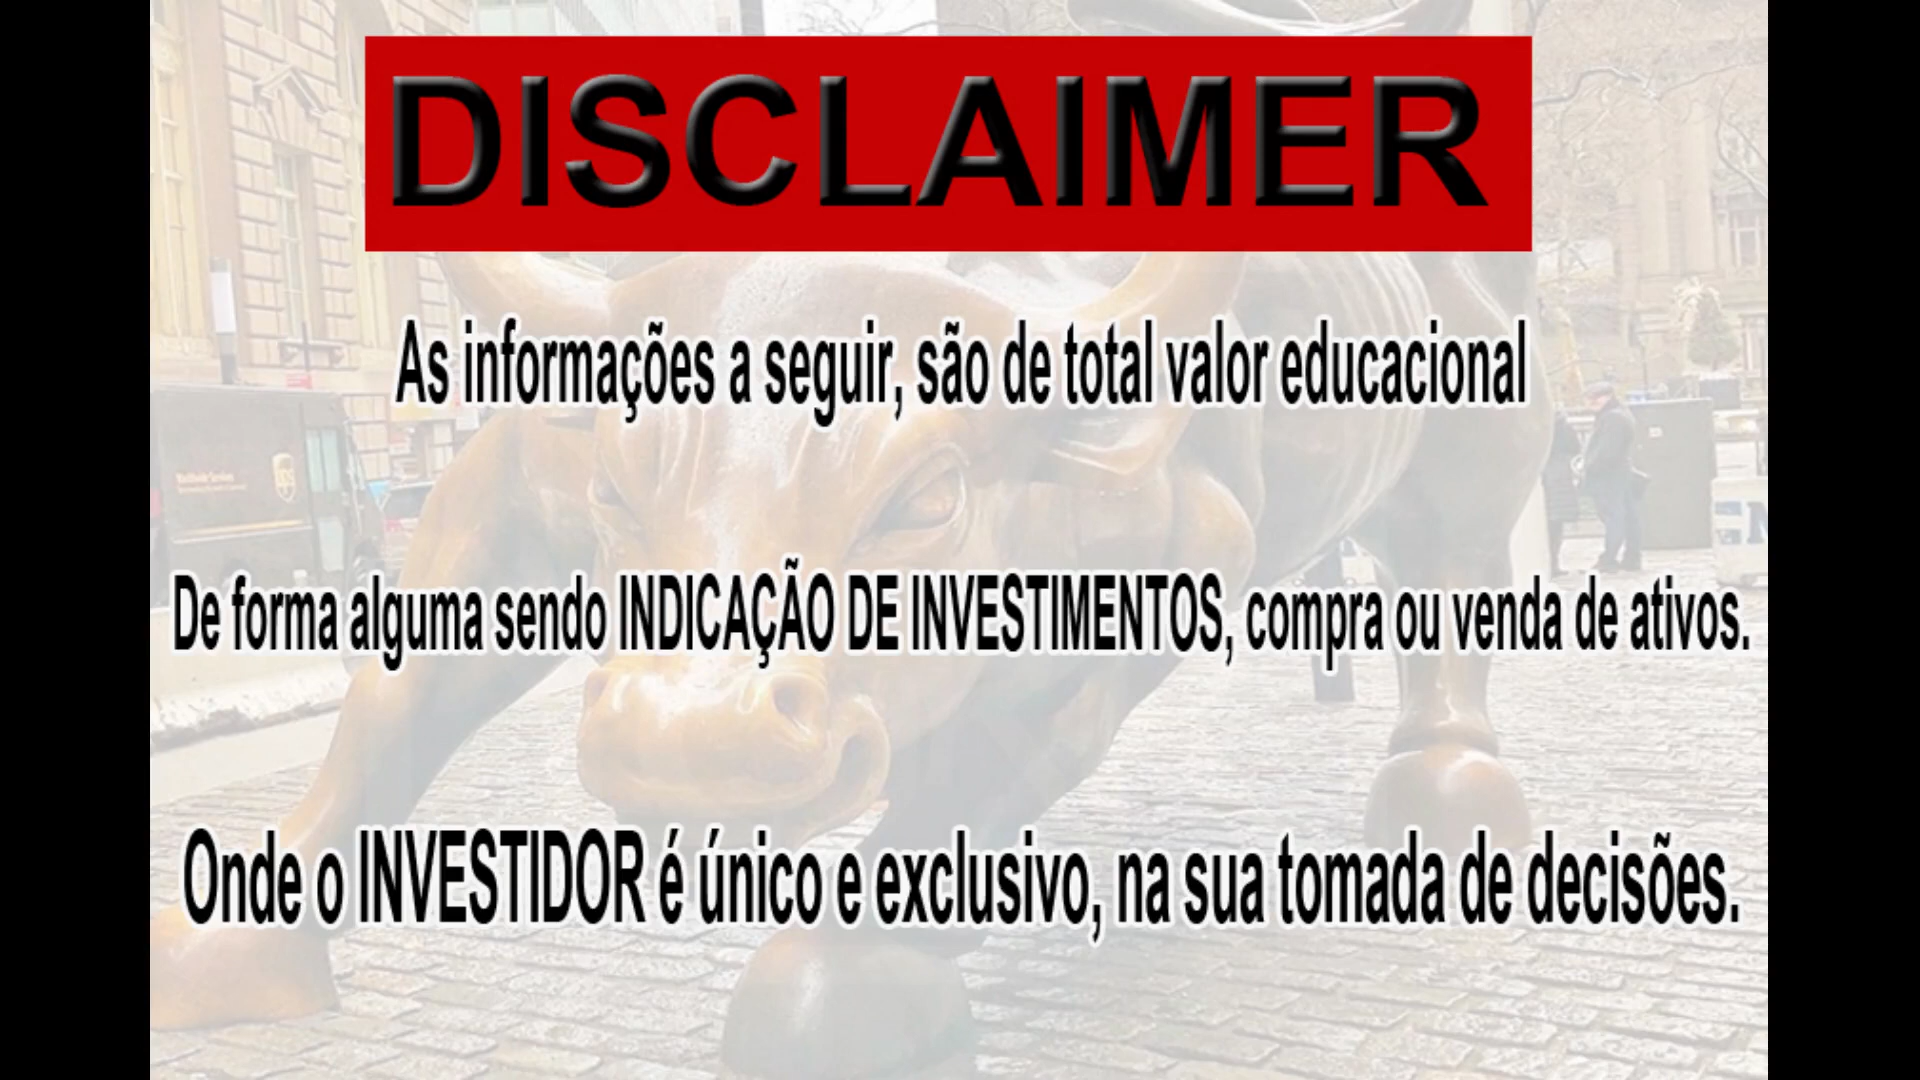 DISCLAIMER
As informações a seguir, são de total valor educacional
De forma alguma sendo INDICAÇÃO DE INVESTIMENTOS, compra ou venda de ativos.
Onde o INVESTIDOR é único e exclusivo, na sua tomada de decisões.